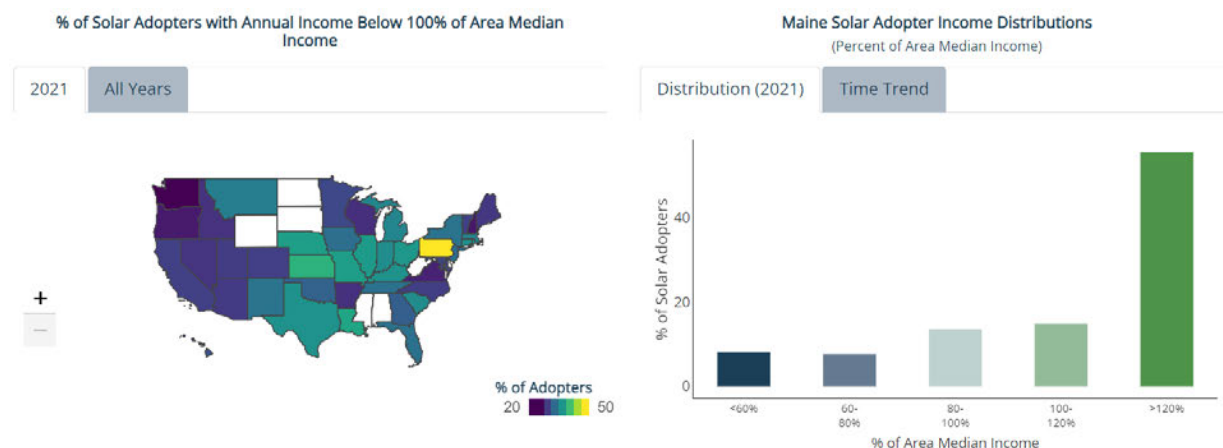 % of Solar Adopters with Annual Income Below 100% of Area Median
Income
2021
All Years
+
−
% of Adopters
20
50
Maine Solar Adopter Income Distributions
(Percent of Area Median Income)
Distribution (2021)
Time Trend
% of Solar Adopters
40
20
0
<60%
60-
80%
80-
100%
100-
120%
>120%
% of Area Median Income